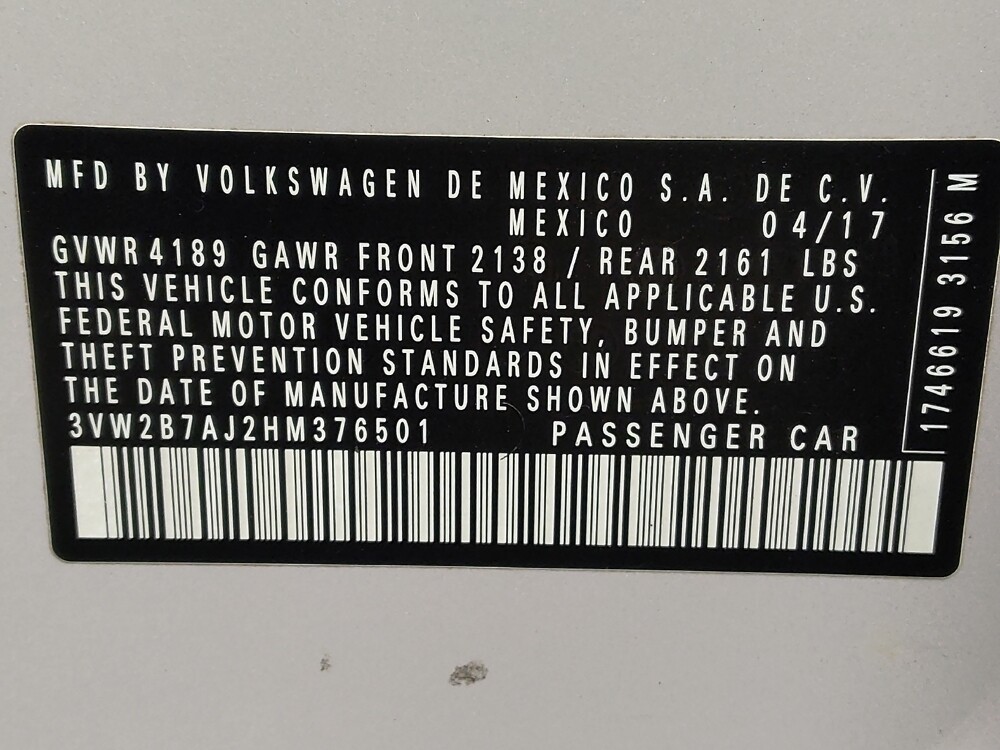 MFD BY VOLKSWAGEN DE MEXICO S.A. DE C.V.
MEXICO 04/17
GVWR 4189 GAWR FRONT 2138 / REAR 2161 LBS
THIS VEHICLE CONFORMS TO ALL APPLICABLE U.S.
FEDERAL MOTOR VEHICLE SAFETY, BUMPER AND
THEFT PREVENTION STANDARDS IN EFFECT ON
THE DATE OF MANUFACTURE SHOWN ABOVE.
3VW2B7AJ2HM376501 PASSENGER CAR
1746619 3156 M